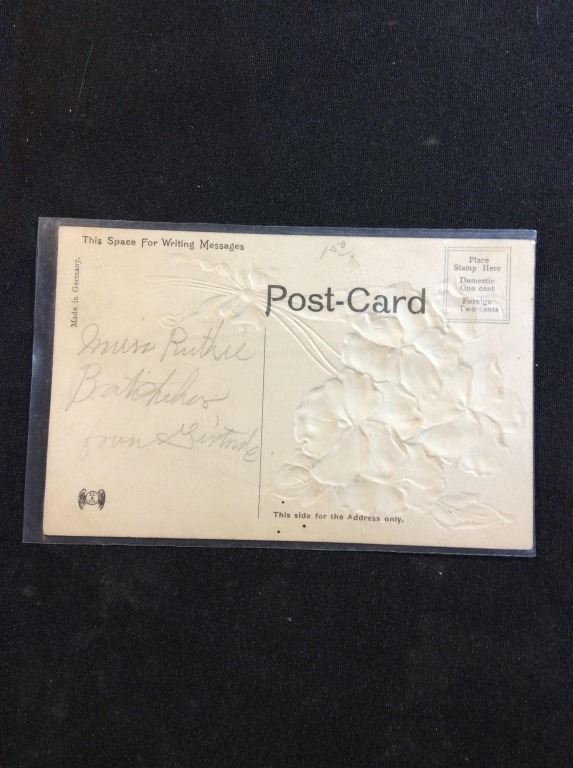 This Space For Writing Messages
Made in Germany.
150
Post-Card
Place
Stamp Here
Domestic
One cent
Foreign
Two cents
Miss Ruthie
from Gertrude
This side for the Address only.